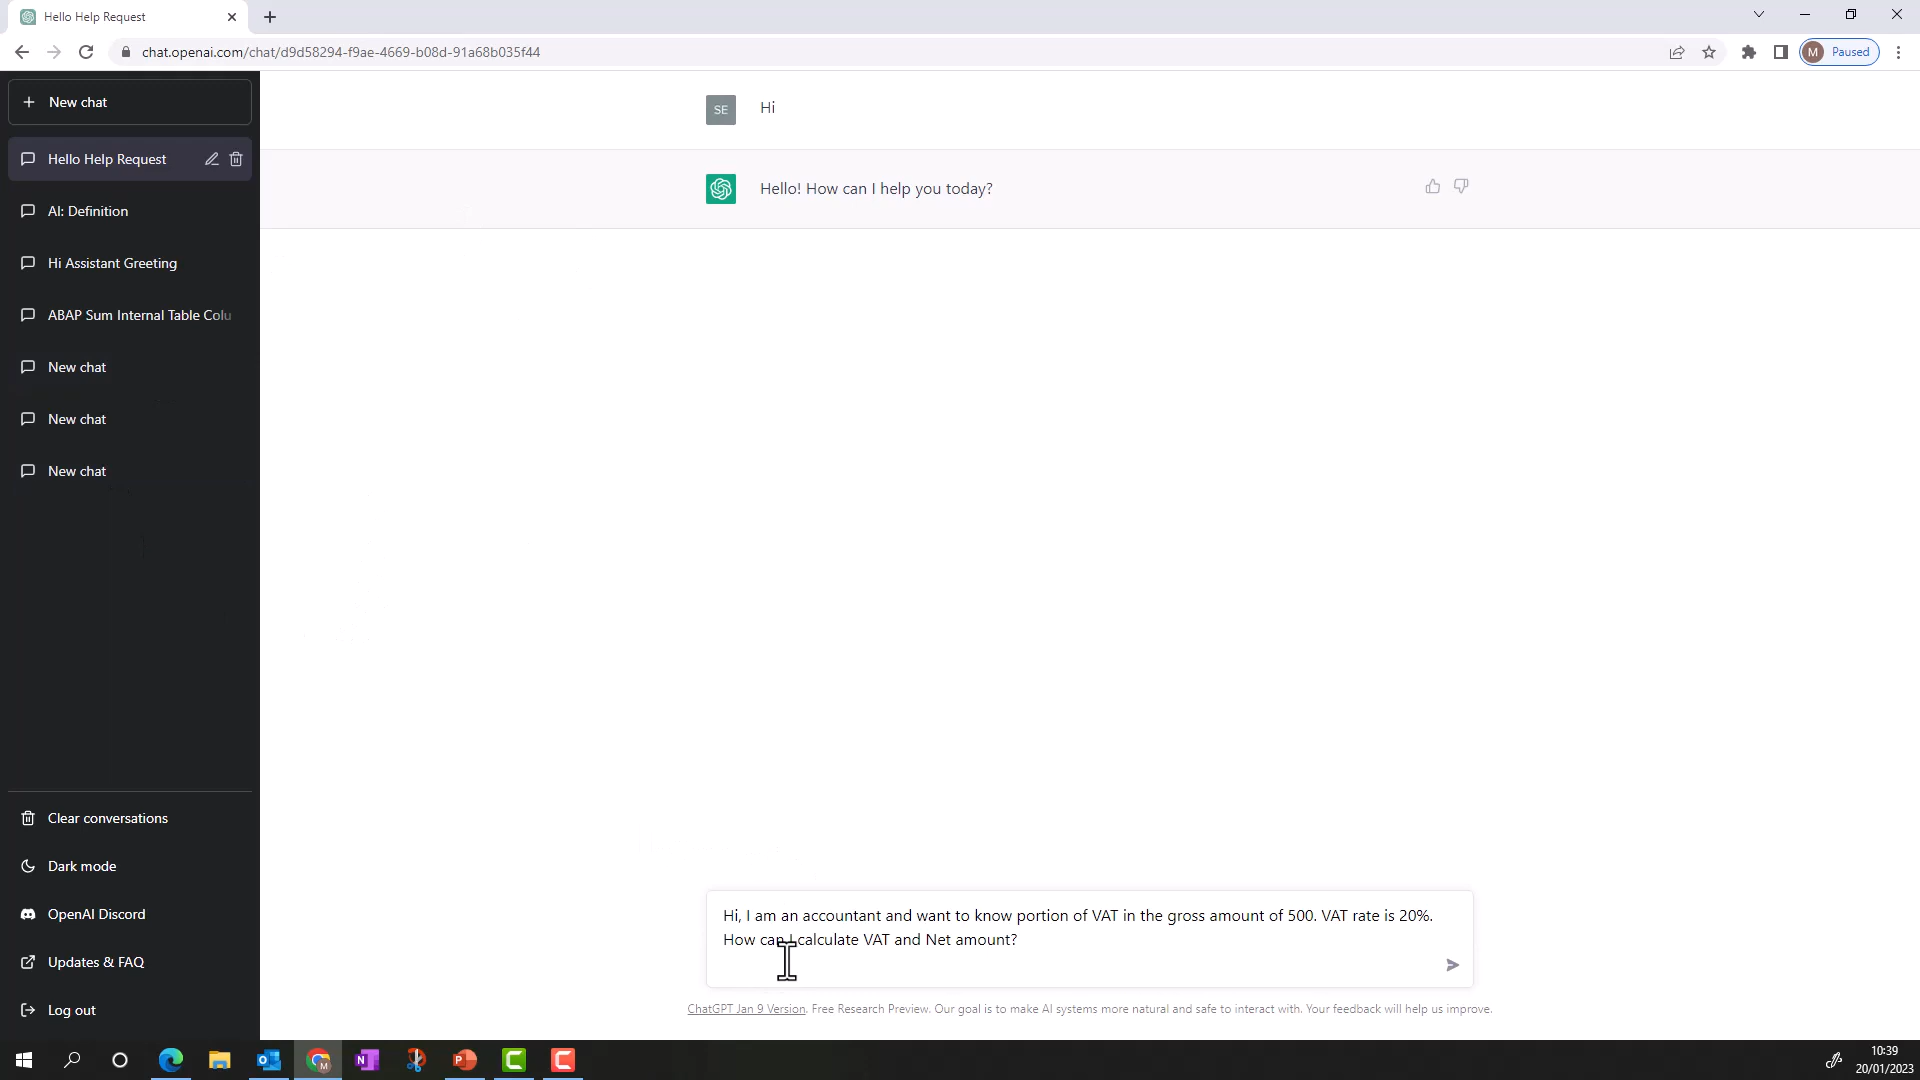 Hello Help Request
chat.openai.com/chat/d9d58294-f9ae-4669-b08d-91a68b035f44
M Paused
New chat
Hello Help Request
AI: Definition
Hi Assistant Greeting
ABAP Sum Internal Table Colu
New chat
New chat
New chat
Clear conversations
Dark mode
OpenAI Discord
Updates & FAQ
Log out
SE Hi
Hello! How can I help you today?
Hi, I am an accountant and want to know portion of VAT in the gross amount of 500. VAT rate is 20%.
How can I calculate VAT and Net amount?
ChatGPT Jan 9 Version. Free Research Preview. Our goal is to make AI systems more natural and safe to interact with. Your feedback will help us improve.
10:39
20/01/2023